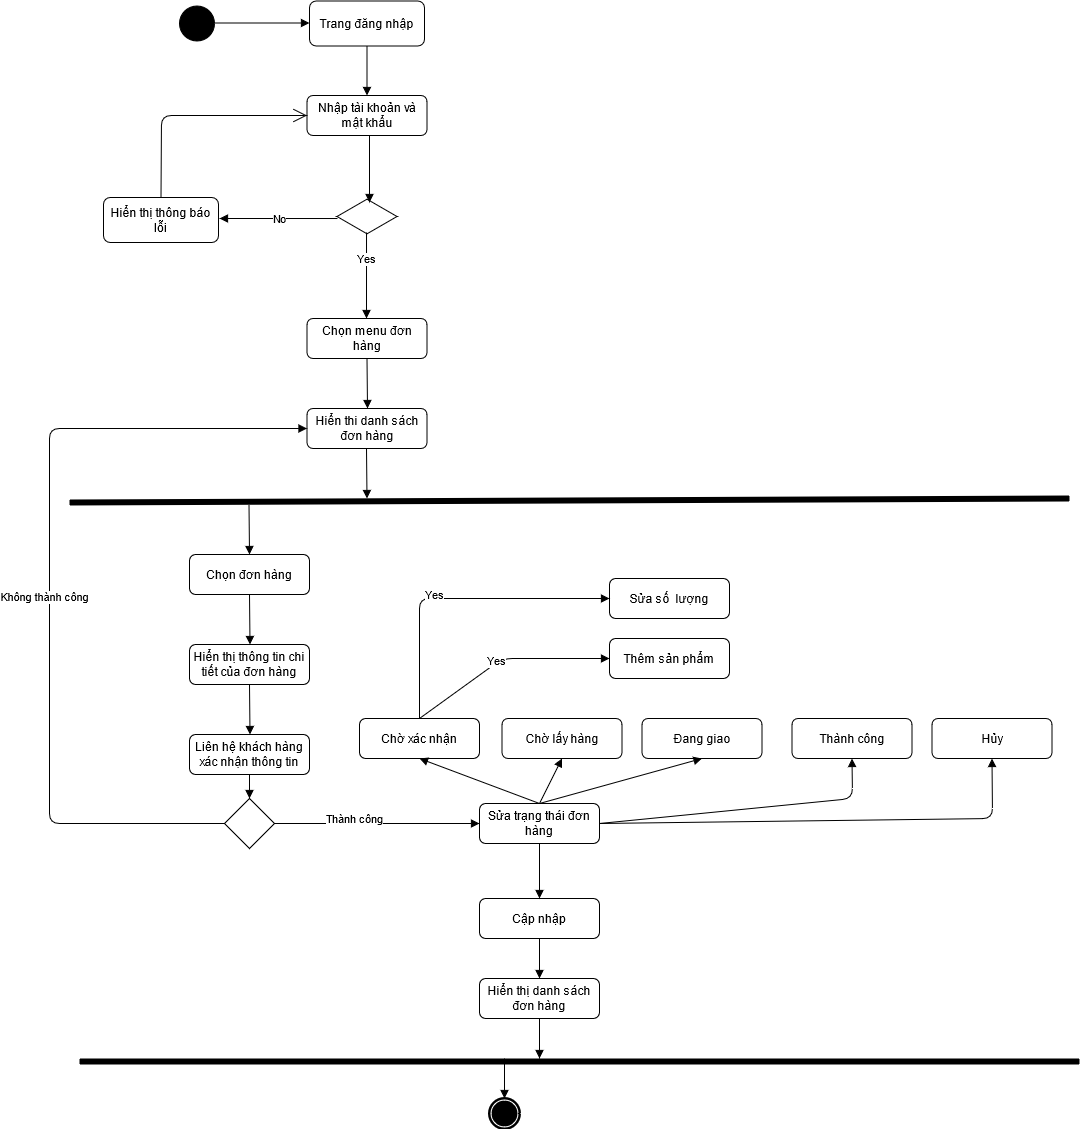 Trang đăng nhập
Nhập tài khoản và
mật khẩu
Hiển thị thông báo
lỗi
No
Yes
Chọn menu đơn
hàng
Hiển thi danh sách
đơn hàng
Chọn đơn hàng
Không thành công
Yes
Sửa số lượng
Hiển thị thông tin chi
tiết của đơn hàng
Yes
Thêm sản phẩm
Liên hệ khách hàng
xác nhận thông tin
Chờ xác nhận
Chờ lấy hàng
Đang giao
Thành công
Hủy
Thành công
Sửa trạng thái đơn
hàng
Cập nhập
Hiển thị danh sách
đơn hàng